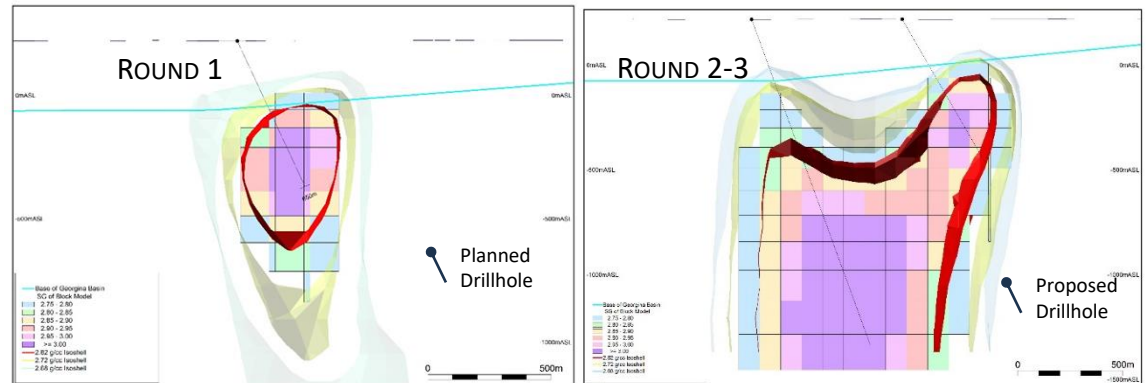 ROUND 1
0mASL
0mASL
-500mASL
Planned
Drillhole
Base of Georgina Basin
SG of Block Model
2.75 - 2.80
2.80 - 2.85
2.85 - 2.90
2.90 - 2.95
2.95 - 3.00
>= 3.00
2.82 g/cc Isoshell
2.72 g/cc Isoshell
2.68 g/cc Isoshell
0
500m
ROUND 2-3
0mASL
0mASL
-500mASL
-500mASL
-1000mASL
-1000mASL
Proposed
Drillhole
Base of Georgina Basin
SG of Block Model
2.75 - 2.80
2.80 - 2.85
2.85 - 2.90
2.90 - 2.95
2.95 - 3.00
>= 3.00
2.82 g/cc Isoshell
2.72 g/cc Isoshell
0
500m
-1500mASL